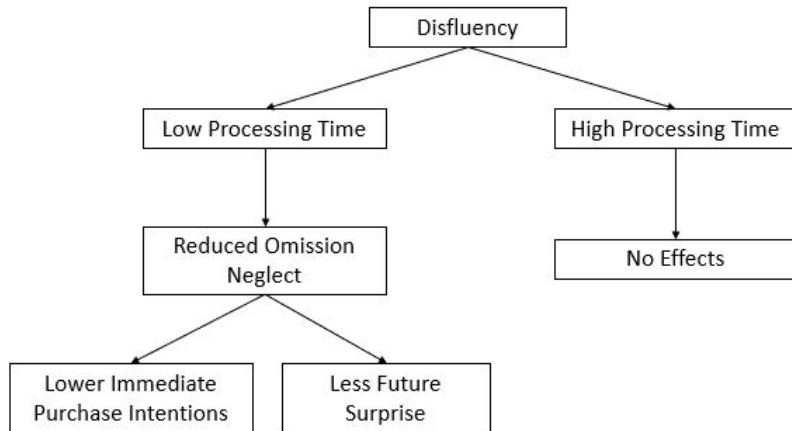 Disfluency
Low Processing Time
High Processing Time
Reduced Omission
Neglect
No Effects
Lower Immediate
Purchase Intentions
Less Future
Surprise